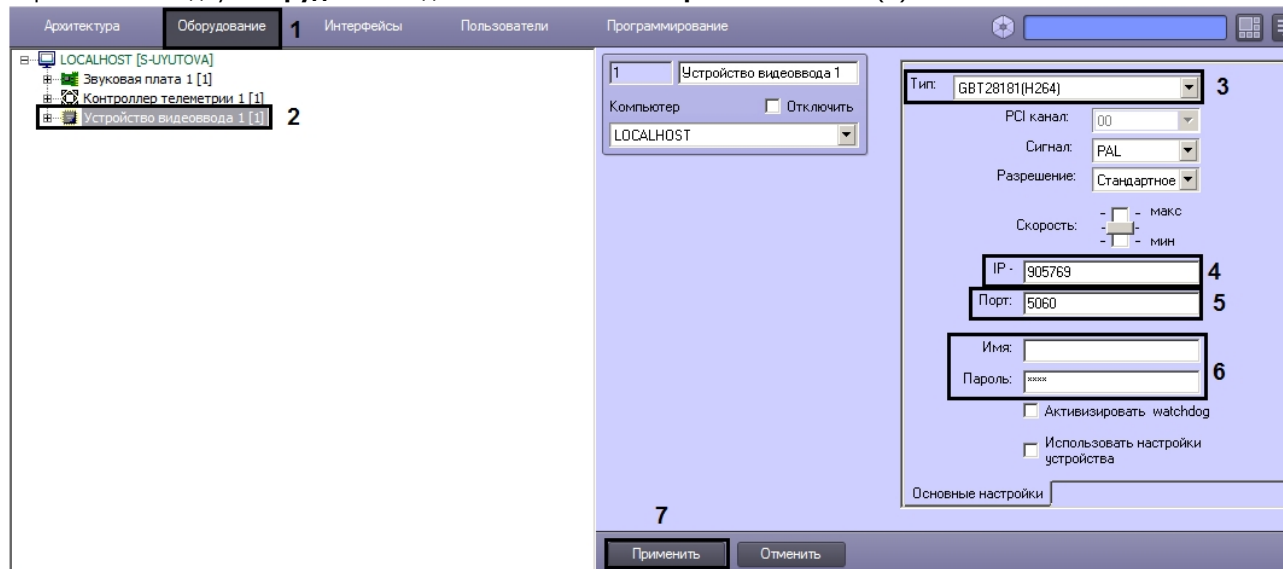 Архитектура Оборудование 1 Интерфейсы Пользователи Программирование
LOCALHOST [S-UYUTOVA]
Звуковая плата 1 [1]
Контроллер телеметрии 1 [1]
Устройство видеоввода 1 [1] 2
1 Устройство видеоввода 1
Компьютер Отключить
LOCALHOST
Тип: GBT28181(H264) 3
PCI канал: 00
Сигнал: PAL
Разрешение: Стандартное
Скорость: макс
мин
IP - 905769 4
Порт: 5060 5
Имя:
Пароль: **** 6
Активизировать watchdog
Использовать настройки
устройства
Основные настройки
7
Применить Отменить